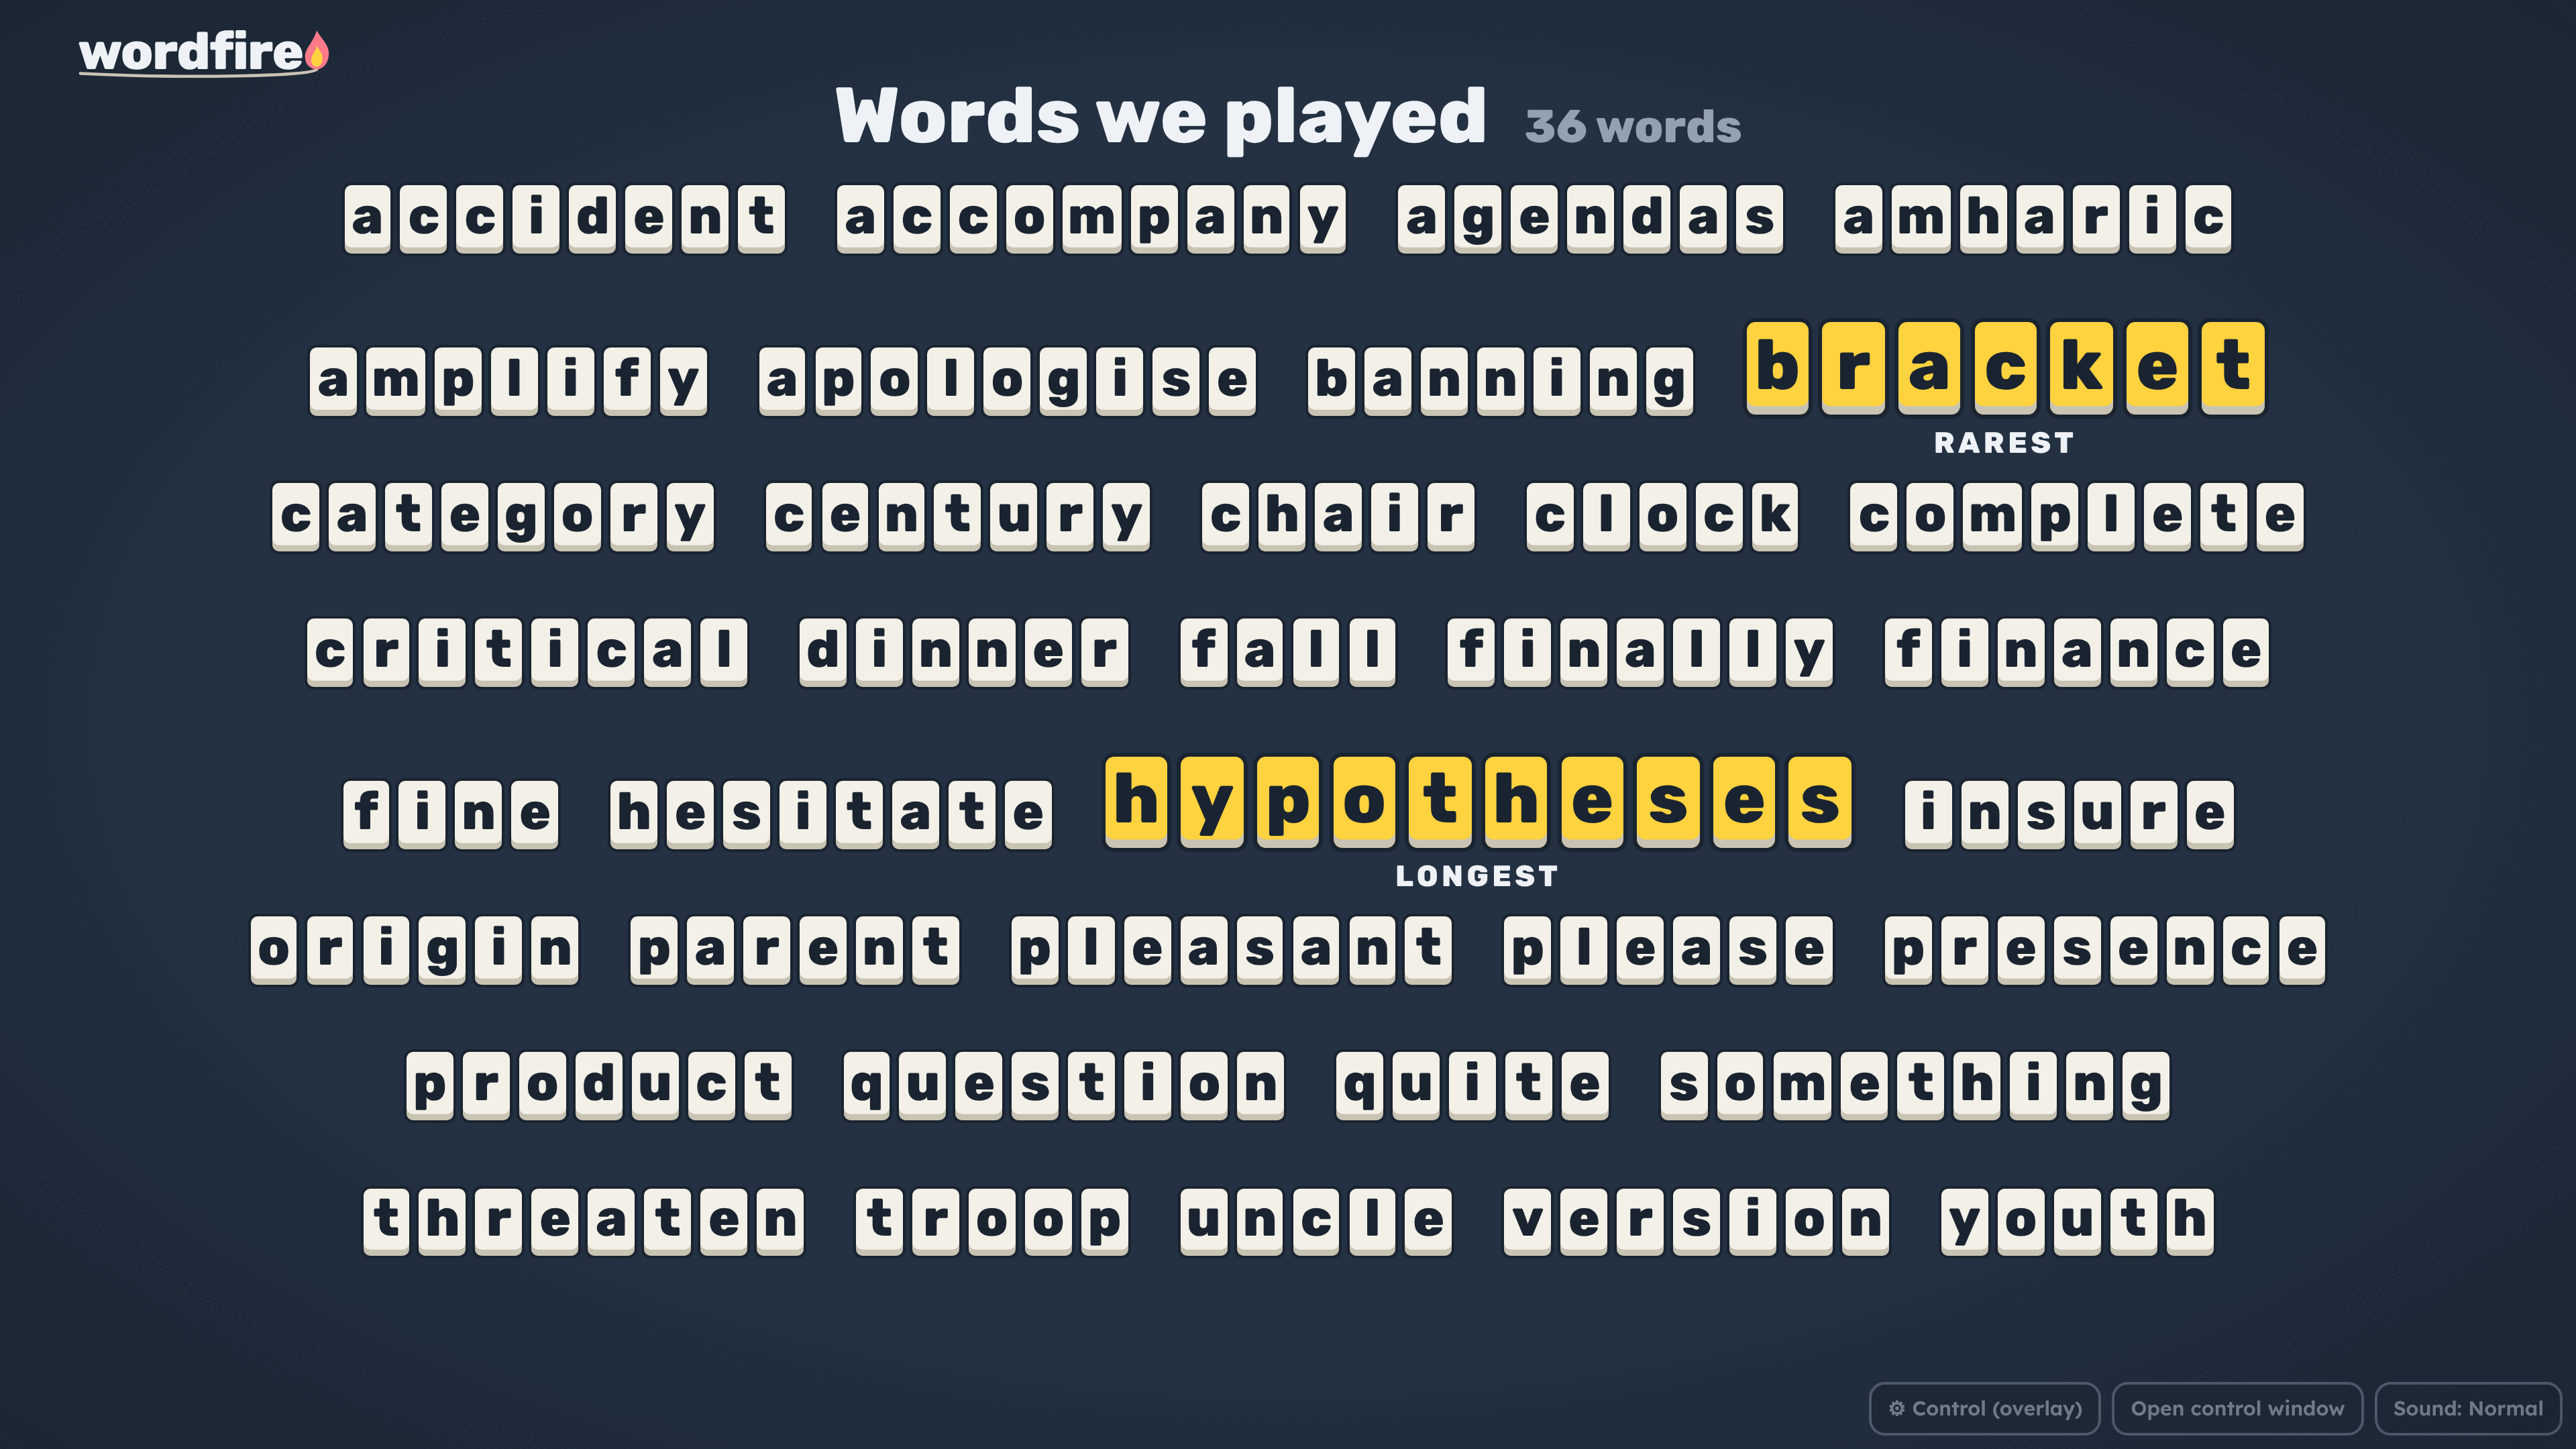 wordfire
Words we played 36 words
accident accompany agendas amharic
amplify apologise banning bracket
RAREST
category century chair clock complete
critical dinner fall finally finance
fine hesitate hypotheses insure
LONGEST
origin parent pleasant please presence
product question quite something
threaten troop uncle version youth
⚙ Control (overlay) Open control window Sound: Normal